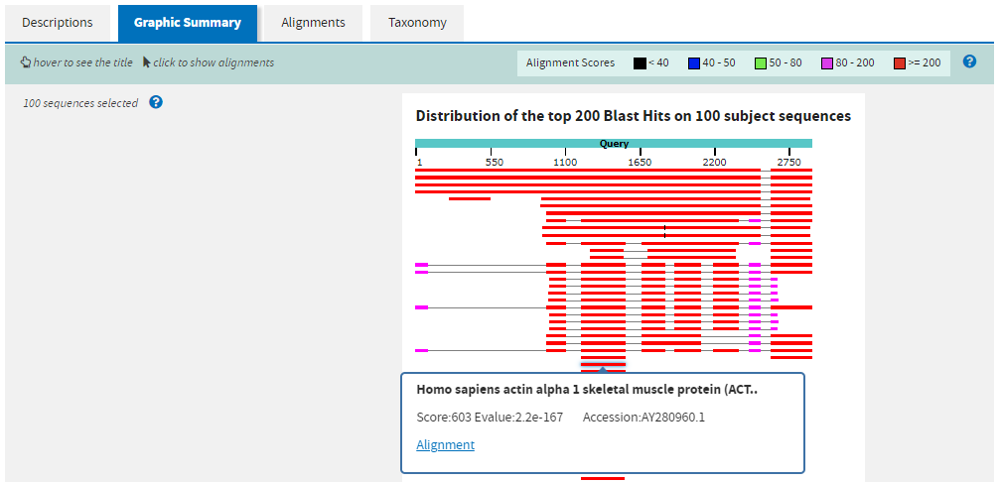 Descriptions Graphic Summary Alignments Taxonomy
hover to see the title click to show alignments Alignment Scores < 40 40 - 50 50 - 80 80 - 200 >= 200 ?
100 sequences selected ?
Distribution of the top 200 Blast Hits on 100 subject sequences
Query
1 550 1100 1650 2200 2750
Homo sapiens actin alpha 1 skeletal muscle protein (ACT..
Score:603 Evalue:2.2e-167 Accession:AY280960.1
Alignment